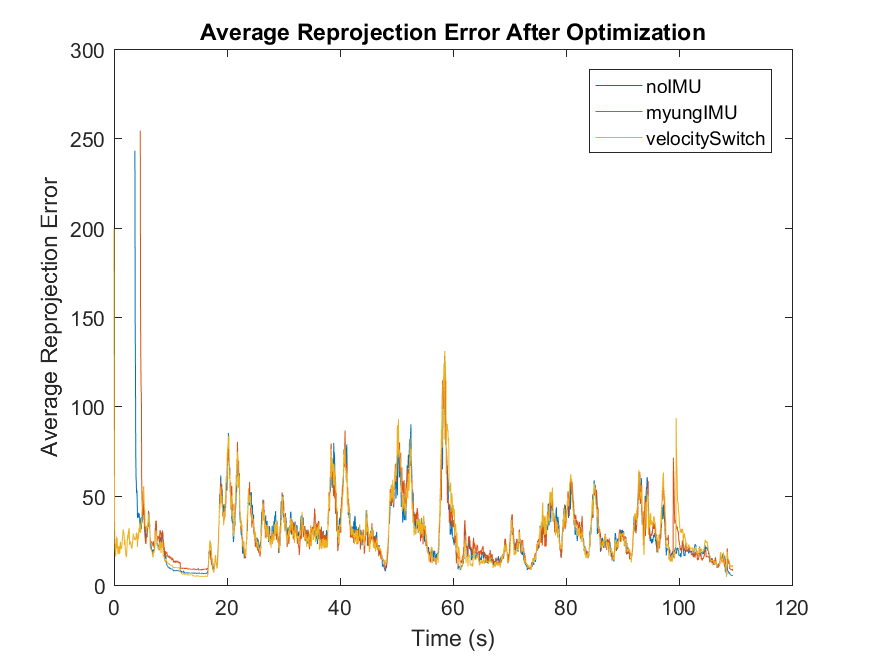 Average Reprojection Error After Optimization
300
250
200
150
100
50
0
Average Reprojection Error
noIMU
myungIMU
velocitySwitch
0 20 40 60 80 100 120
Time (s)